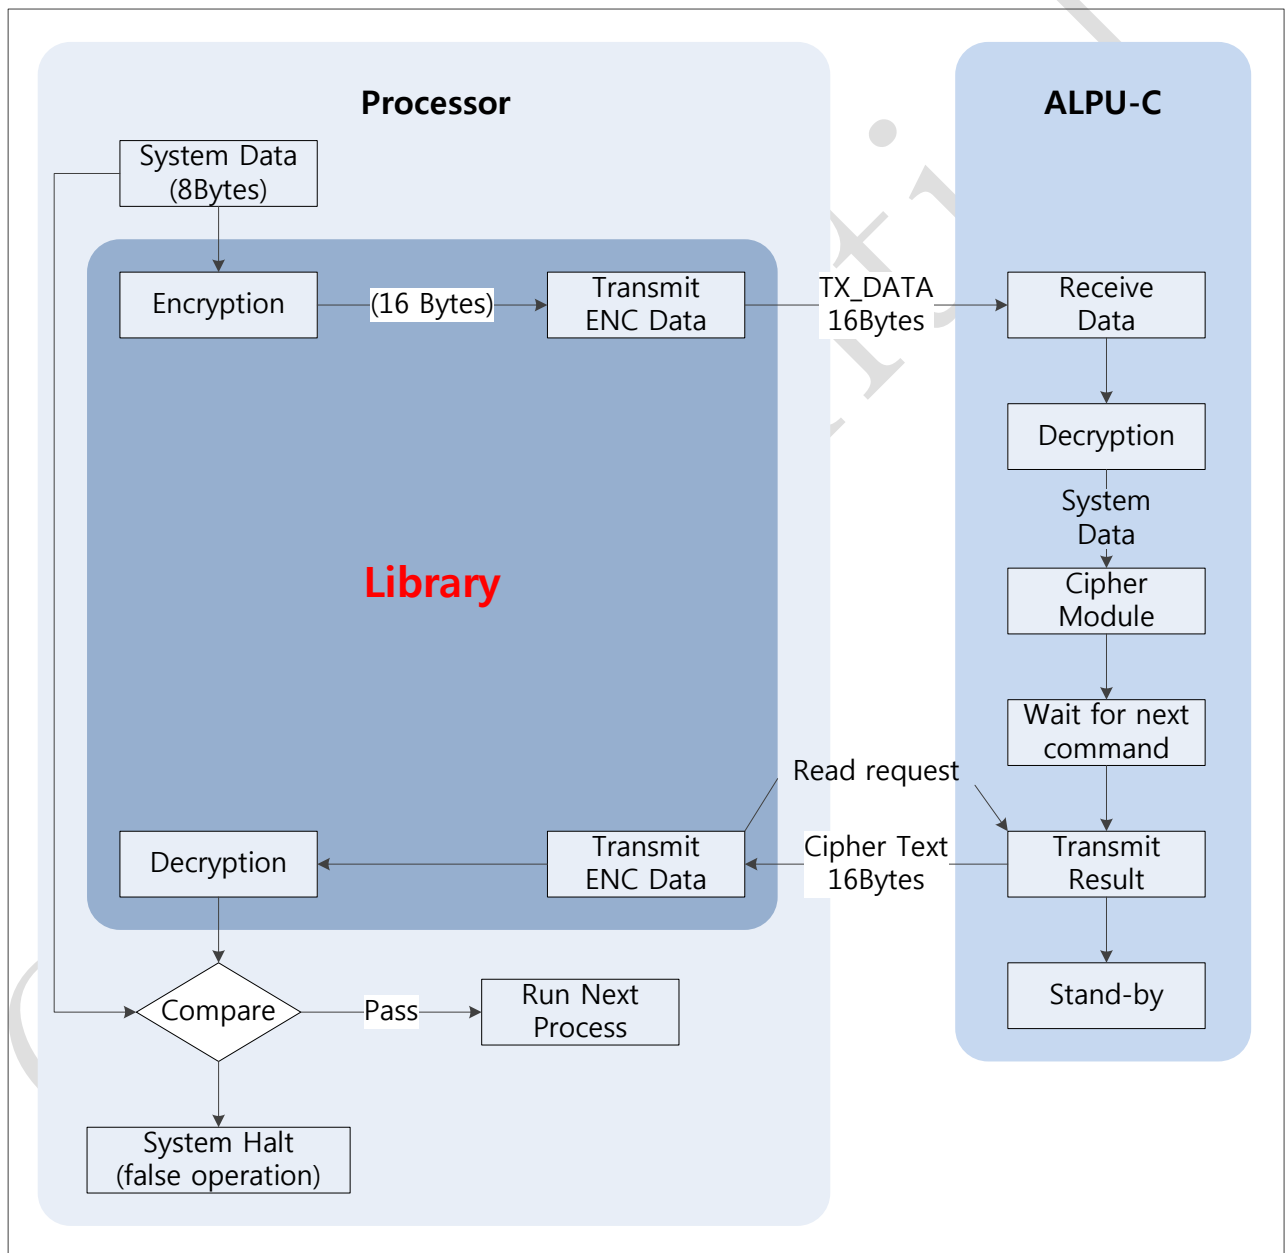 Processor
ALPU-C
System Data
(8Bytes)
Encryption
(16 Bytes)
Transmit
ENC Data
TX_DATA
16Bytes
Receive
Data
Decryption
System
Data
Library
Cipher
Module
Wait for next
command
Read request
Decryption
Transmit
ENC Data
Cipher Text
16Bytes
Transmit
Result
Compare
Pass
Run Next
Process
Stand-by
System Halt
(false operation)